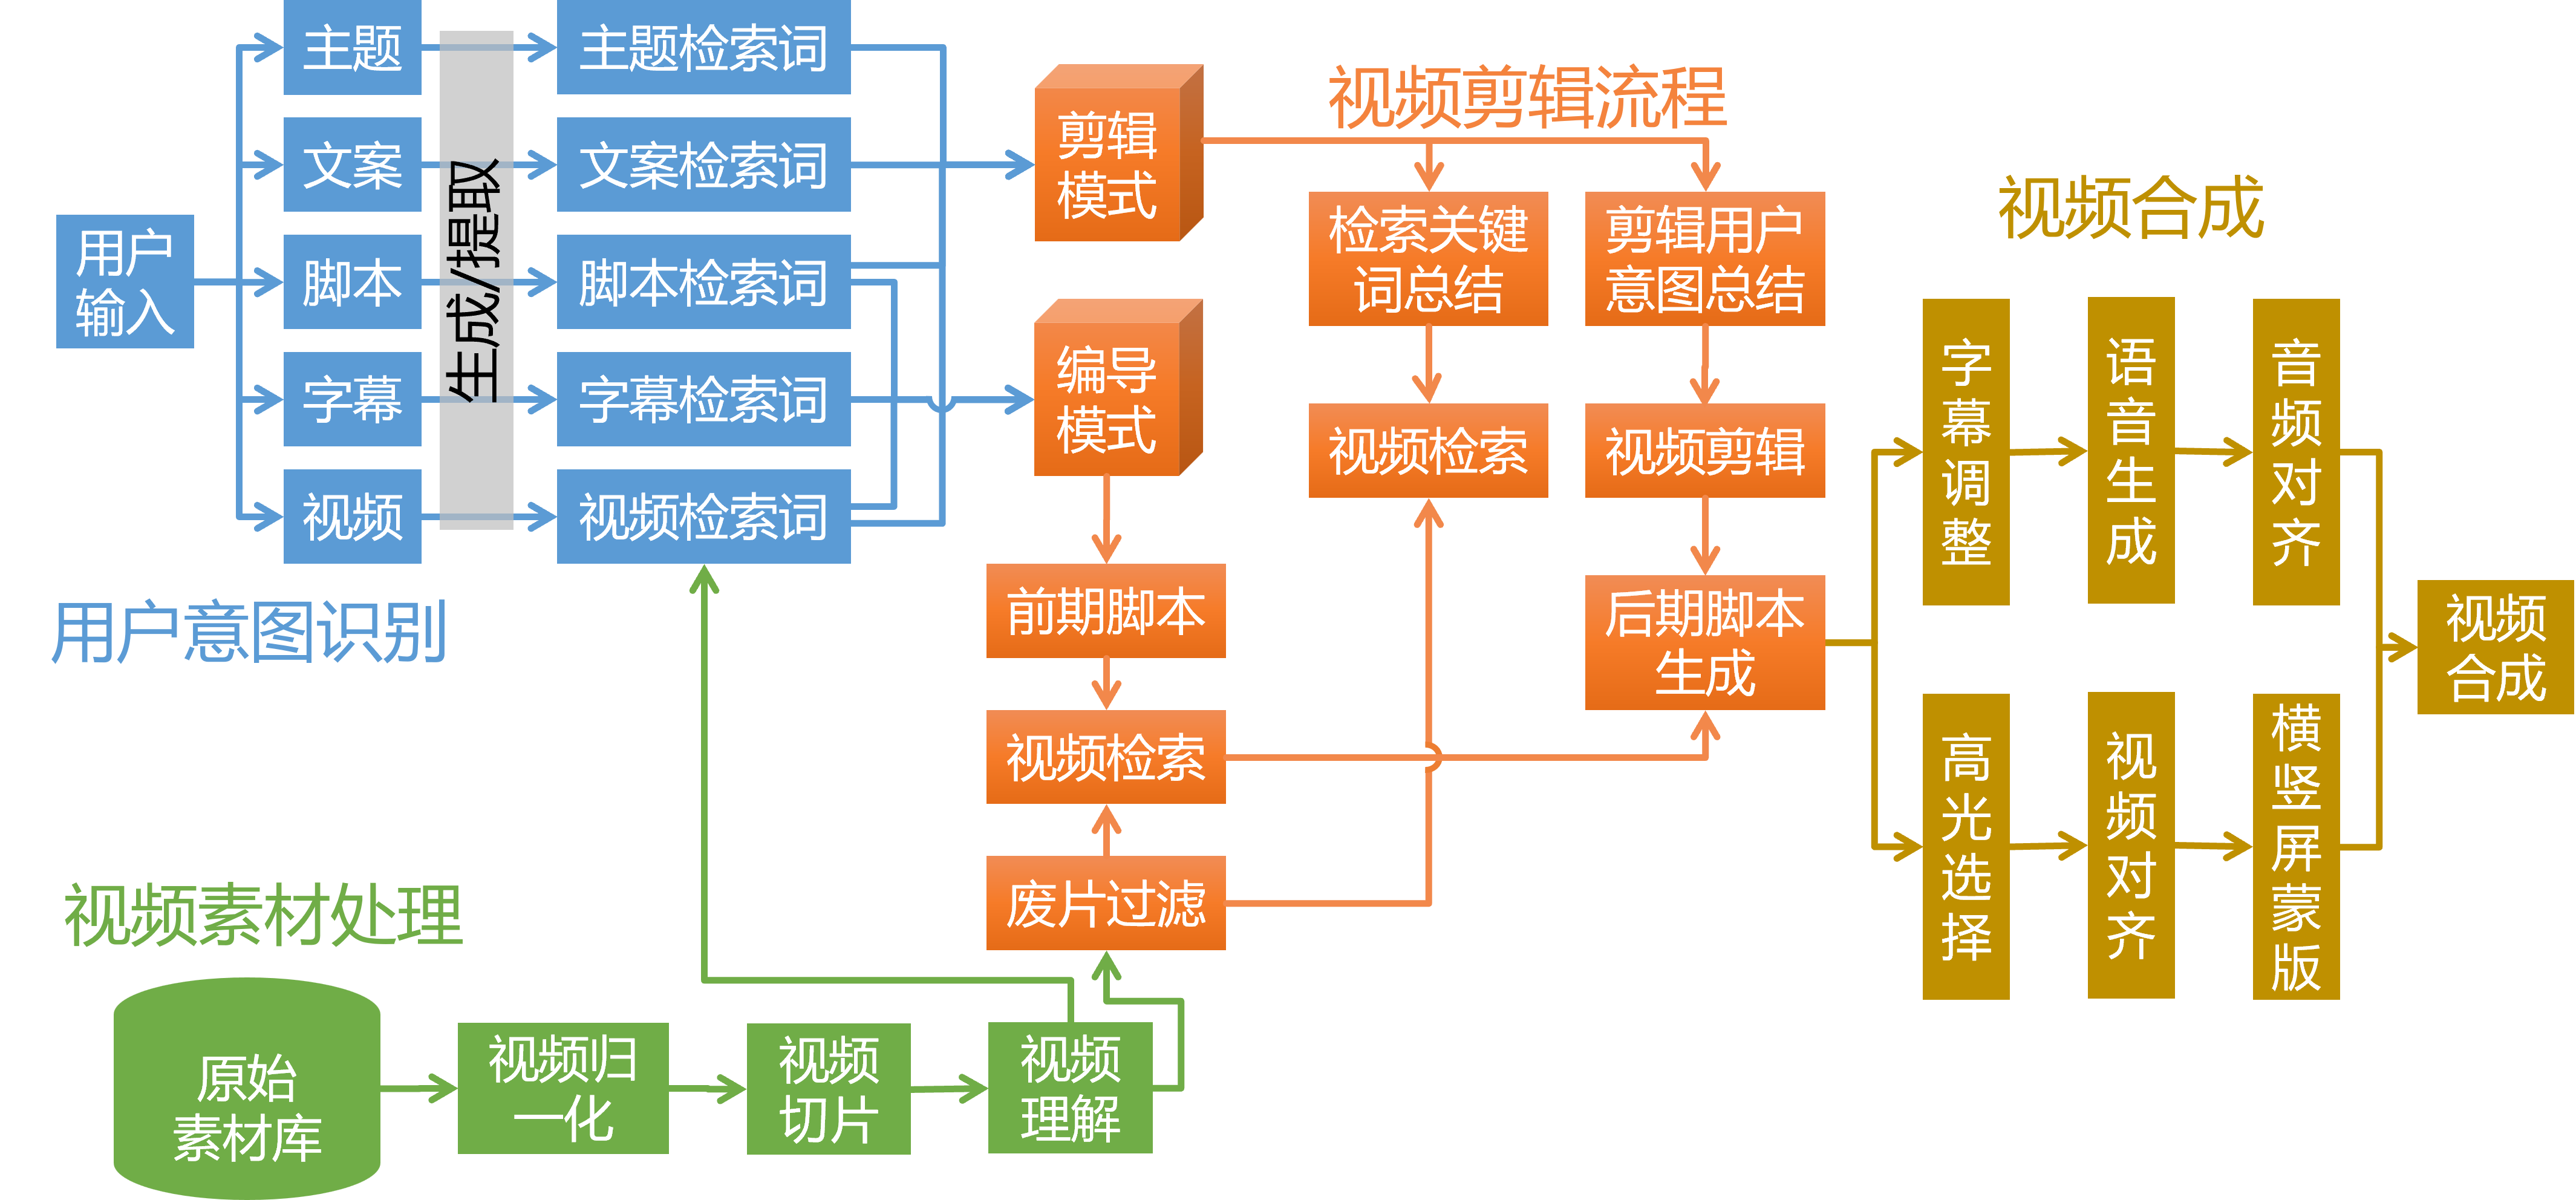 用户
输入
主题
文案
脚本
字幕
视频
生成/提取
主题检索词
文案检索词
脚本检索词
字幕检索词
视频检索词
用户意图识别
剪辑
模式
编导
模式
视频剪辑流程
检索关键
词总结
剪辑用户
意图总结
视频检索
视频剪辑
前期脚本
视频检索
废片过滤
后期脚本
生成
视频合成
字幕调整
语音生成
音频对齐
高光选择
视频对齐
横竖屏蒙版
视频
合成
视频素材处理
原始
素材库
视频归
一化
视频
切片
视频
理解